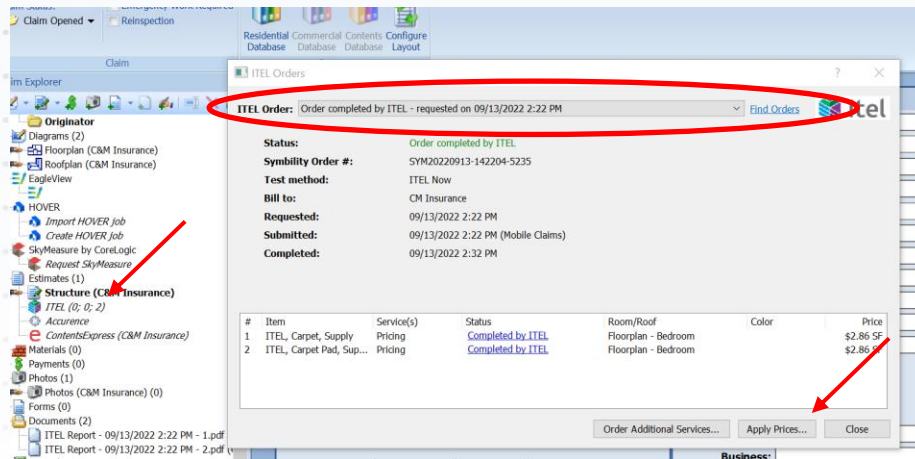 Claim Opened
Emergency Work Required
Reinspection
Claim
Residential Database
Commercial Database
Contents Database
Configure Layout
Explorer
Originator
Diagrams (2)
Floorplan (C&M Insurance)
Roofplan (C&M Insurance)
EagleView
HOVER
Import HOVER job
Create HOVER job
SkyMeasure by CoreLogic
Request SkyMeasure
Estimates (1)
Structure (C&M Insurance)
ITEL (0; 0; 2)
Accurence
ContentsExpress (C&M Insurance)
Materials (0)
Payments (0)
Photos (1)
Photos (C&M Insurance) (0)
Forms (0)
Documents (2)
ITEL Report - 09/13/2022 2:22 PM - 1.pdf
ITEL Report - 09/13/2022 2:22 PM - 2.pdf
ITEL Orders
ITEL Order: Order completed by ITEL - requested on 09/13/2022 2:22 PM Find Orders itel
Status: Order completed by ITEL
Symbility Order #: SYM20220913-142204-5235
Test method: ITEL Now
Bill to: CM Insurance
Requested: 09/13/2022 2:22 PM
Submitted: 09/13/2022 2:22 PM (Mobile Claims)
Completed: 09/13/2022 2:32 PM
# Item Service(s) Status Room/Roof Color Price
1 ITEL, Carpet, Supply Pricing Completed by ITEL Floorplan - Bedroom $2.86 SF
2 ITEL, Carpet Pad, Sup... Pricing Completed by ITEL Floorplan - Bedroom $2.86 SF
Order Additional Services... Apply Prices... Close
Business: